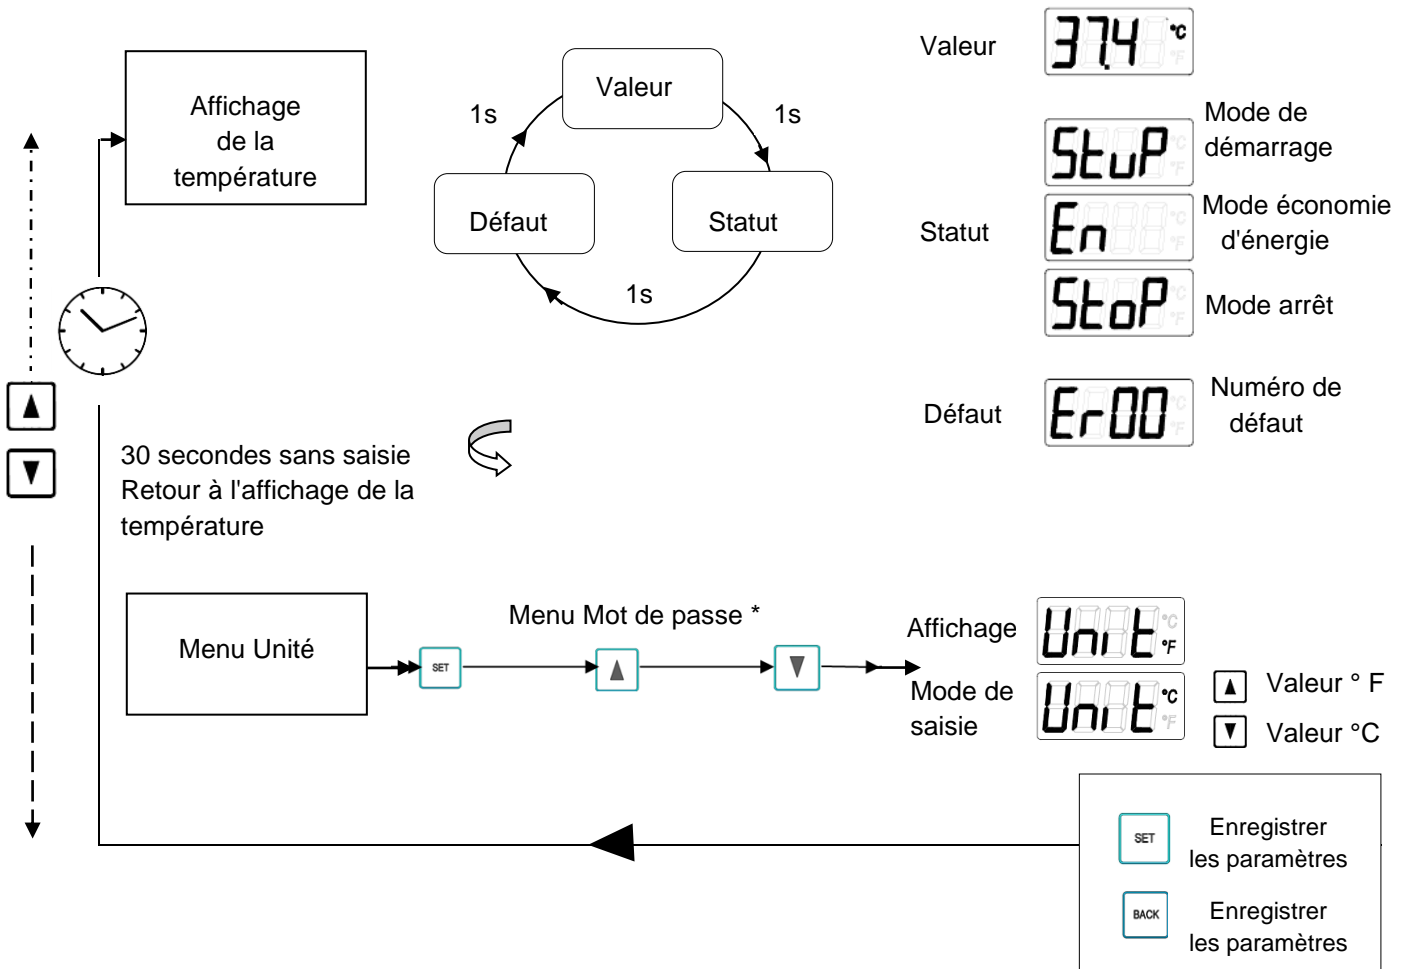 Affichage
de la
température
Valeur
1s
1s
Défaut
Statut
1s
Valeur
37.4 °C
°F
StuP °C
°F
Mode de
démarrage
Statut
En °C
°F
Mode économie
d'énergie
StoP °C
°F
Mode arrêt
Défaut
Er00 °C
°F
Numéro de
défaut
30 secondes sans saisie
Retour à l'affichage de la
température
Menu Unité
SET
Menu Mot de passe *
Affichage
Unit °C
°F
Mode de
saisie
Unit °C
°F
Valeur ° F
Valeur °C
SET
Enregistrer
les paramètres
BACK
Enregistrer
les paramètres